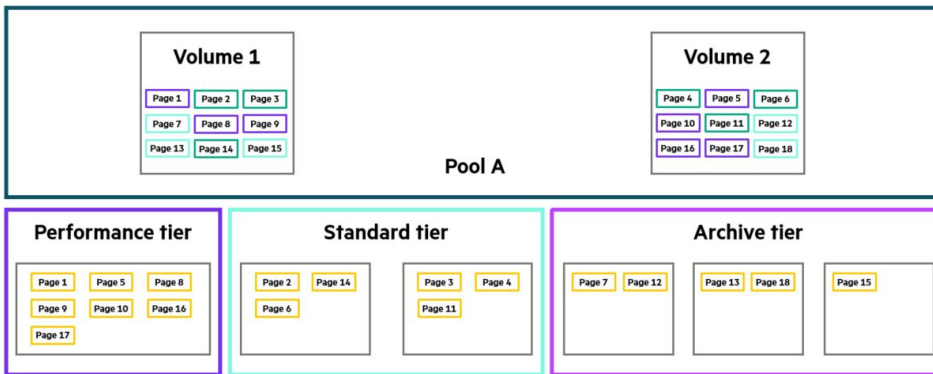 Volume 1
Page 1 Page 2 Page 3
Page 7 Page 8 Page 9
Page 13 Page 14 Page 15
Volume 2
Page 4 Page 5 Page 6
Page 10 Page 11 Page 12
Page 16 Page 17 Page 18
Pool A
Performance tier
Page 1 Page 5 Page 8
Page 9 Page 10 Page 16
Page 17
Standard tier
Page 2 Page 14
Page 6
Page 3 Page 4
Page 11
Archive tier
Page 7 Page 12
Page 13 Page 18
Page 15